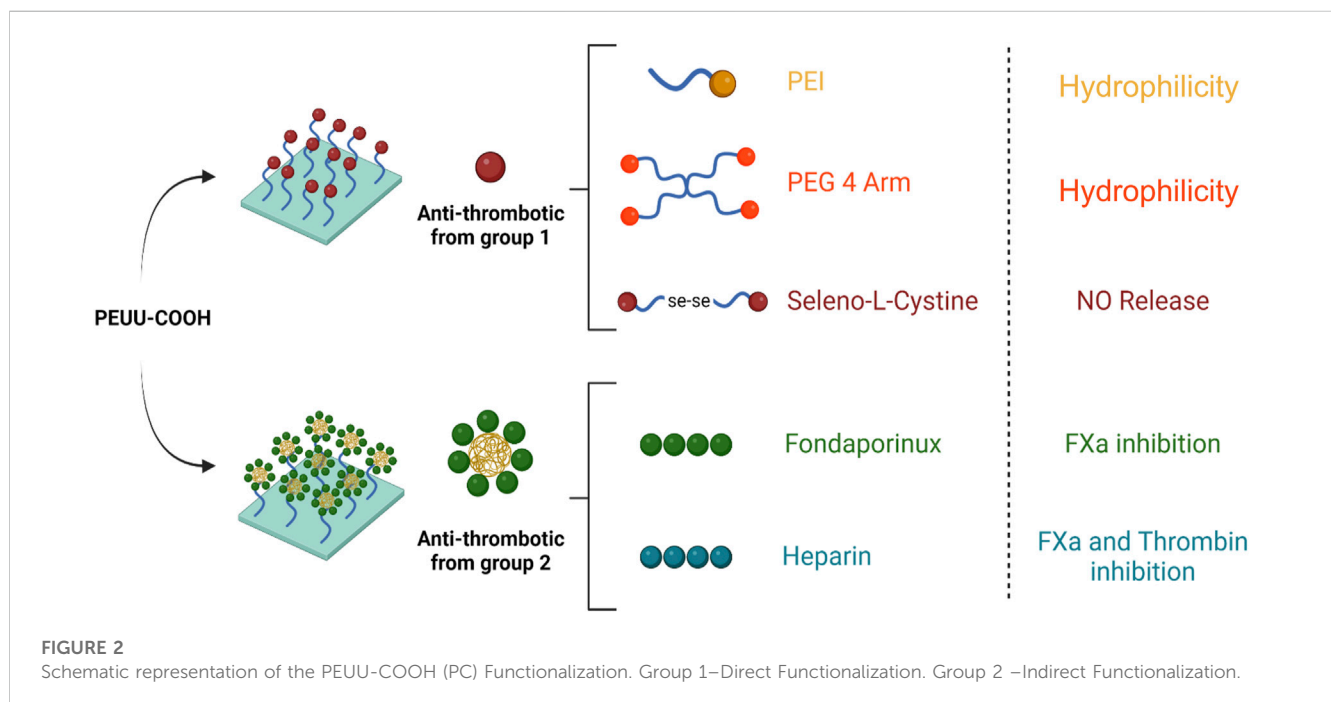 PEUU-COOH
Anti-thrombotic
from group 1
PEI
Hydrophilicity
PEG 4 Arm
Hydrophilicity
se-se
Seleno-L-Cystine
NO Release
Anti-thrombotic
from group 2
Fondaporinux
FXa inhibition
Heparin
FXa and Thrombin
inhibition
FIGURE 2
Schematic representation of the PEUU-COOH (PC) Functionalization. Group 1–Direct Functionalization. Group 2 –Indirect Functionalization.